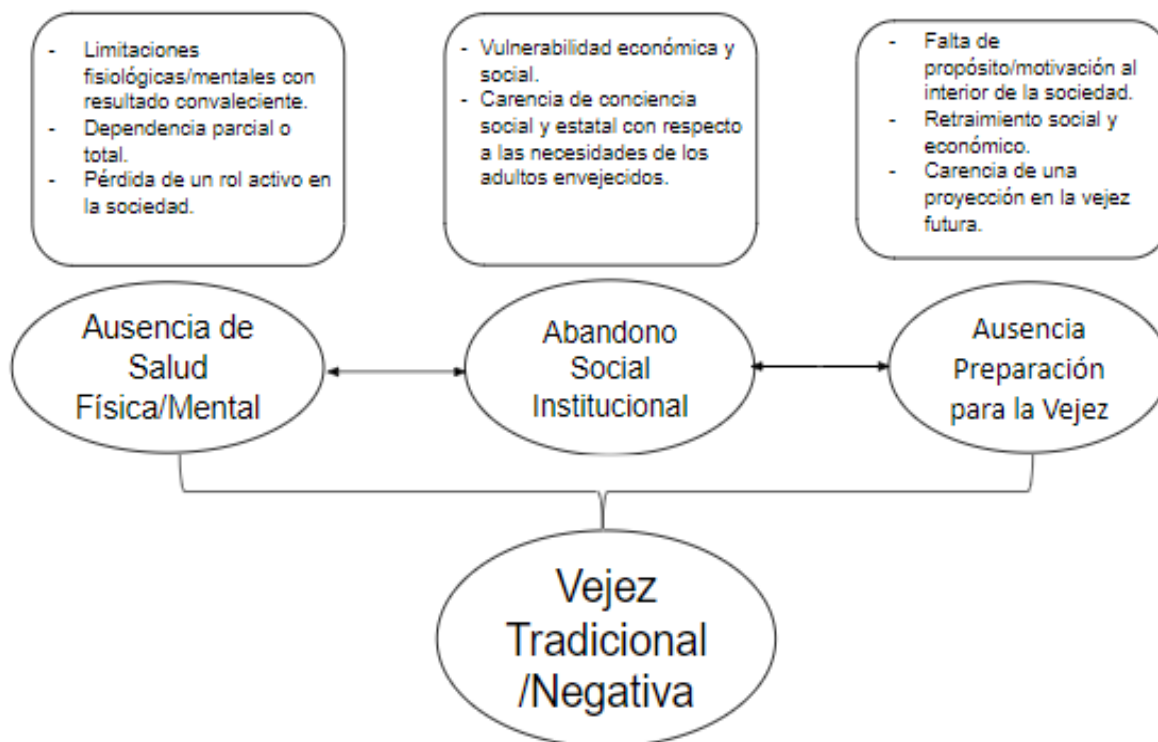 - Limitaciones
fisiológicas/mentales con
resultado convaleciente.
- Dependencia parcial o
total.
- Pérdida de un rol activo en
la sociedad.
- Vulnerabilidad económica y
social.
- Carencia de conciencia
social y estatal con respecto
a las necesidades de los
adultos envejecidos.
- Falta de
propósito/motivación al
interior de la sociedad.
- Retraimiento social y
económico.
- Carencia de una
proyección en la vejez
futura.
Ausencia de
Salud
Física/Mental
Abandono
Social
Institucional
Ausencia
Preparación
para la Vejez
Vejez
Tradicional
/Negativa